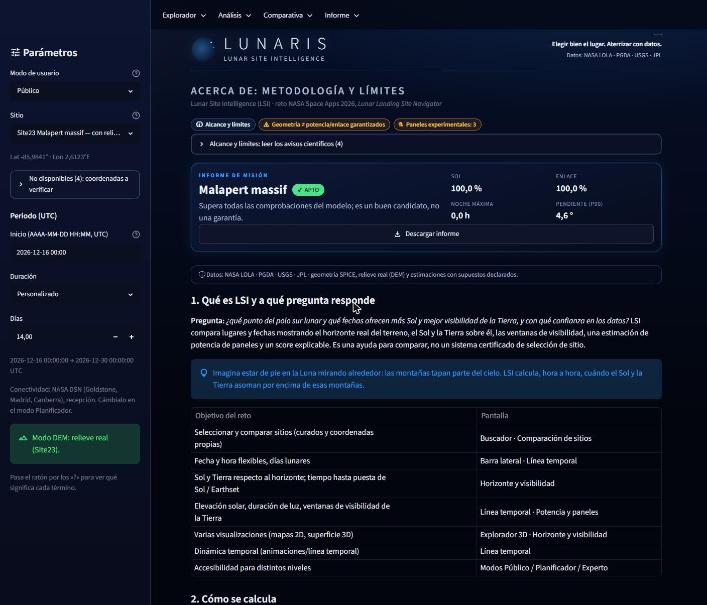 Explorador
Análisis
Comparativa
Informe
Parámetros
Modo de usuario
Público
Sitio
Site23 Malapert massif — con reli...
Lat -85,9841° · Lon 2,6123°E
No disponibles (4): coordenadas a
verificar
Periodo (UTC)
Inicio (AAAA-MM-DD HH:MM, UTC)
2026-12-16 00:00
Duración
Personalizado
Días
14,00
2026-12-16 00:00:00 → 2026-12-30 00:00:00
UTC
Conectividad: NASA DSN (Goldstone,
Madrid, Canberra), recepción. Cámbialo en
el modo Planificador.
Modo DEM: relieve real
(Site23).
Pasa el ratón por los «?» para ver qué
significa cada término.
LUNARIS
LUNAR SITE INTELLIGENCE
Elegir bien el lugar. Aterrizar con datos.
Datos: NASA LOLA · PGDA · USGS · JPL
ACERCA DE: METODOLOGÍA Y LÍMITES
Lunar Site Intelligence (LSI) · reto NASA Space Apps 2026, Lunar Landing Site Navigator
Alcance y límites
Geometría ≠ potencia/enlace garantizados
Paneles experimentales: 3
Alcance y límites: leer los avisos científicos (4)
INFORME DE MISIÓN
Malapert massif ✓ APTO
Supera todas las comprobaciones del modelo; es un buen candidato, no
una garantía.
SOL
100,0 %
ENLACE
100,0 %
NOCHE MÁXIMA
0,0 h
PENDIENTE (P90)
4,6 °
Descargar informe
Datos: NASA LOLA · PGDA · USGS · JPL · geometría SPICE, relieve real (DEM) y estimaciones con supuestos declarados.
1. Qué es LSI y a qué pregunta responde
Pregunta: ¿qué punto del polo sur lunar y qué fechas ofrecen más Sol y mejor visibilidad de la Tierra, y con qué confianza en los datos? LSI
compara lugares y fechas mostrando el horizonte real del terreno, el Sol y la Tierra sobre él, las ventanas de visibilidad, una estimación de
potencia de paneles y un score explicable. Es una ayuda para comparar, no un sistema certificado de selección de sitio.
Imagina estar de pie en la Luna mirando alrededor: las montañas tapan parte del cielo. LSI calcula, hora a hora, cuándo el Sol y la
Tierra asoman por encima de esas montañas.
Objetivo del reto
Pantalla
Seleccionar y comparar sitios (curados y coordenadas
propias)
Buscador · Comparación de sitios
Fecha y hora flexibles, días lunares
Barra lateral · Línea temporal
Sol y Tierra respecto al horizonte; tiempo hasta puesta de
Sol / Earthset
Horizonte y visibilidad
Elevación solar, duración de luz, ventanas de visibilidad de
la Tierra
Línea temporal · Potencia y paneles
Varias visualizaciones (mapas 2D, superficie 3D)
Explorador 3D · Horizonte y visibilidad
Dinámica temporal (animaciones/línea temporal)
Línea temporal
Accesibilidad para distintos niveles
Modos Público / Planificador / Experto
2. Cómo se calcula